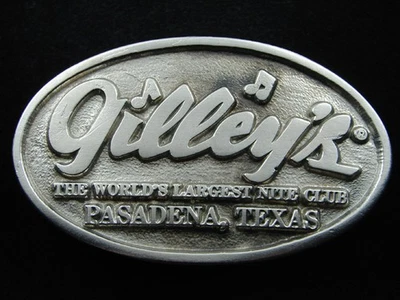 Gilley's ®
THE WORLD'S LARGEST NITE CLUB
PASADENA, TEXAS